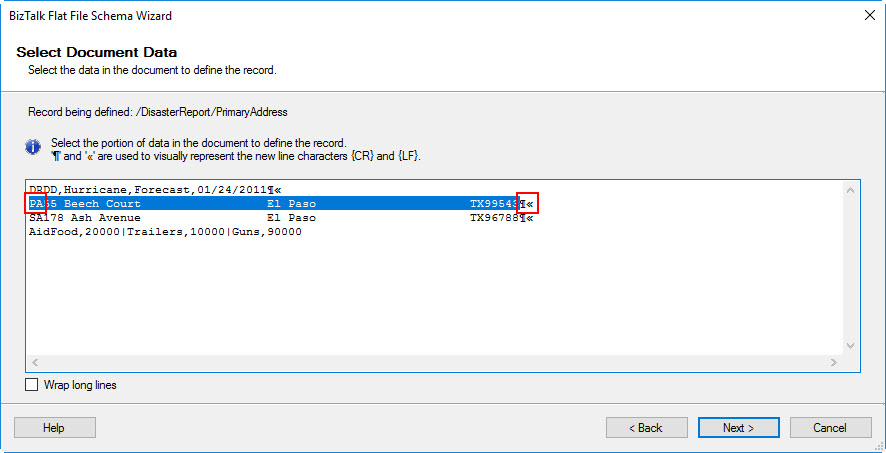 BizTalk Flat File Schema Wizard
Select Document Data
Select the data in the document to define the record.
Record being defined: /DisasterReport/PrimaryAddress
Select the portion of data in the document to define the record.
'¶' and '«' are used to visually represent the new line characters {CR} and {LF}.
DRDD,Hurricane,Forecast,01/24/2011¶«
PA55 Beech Court El Paso TX99543¶«
SA178 Ash Avenue El Paso TX96788¶«
AidFood,20000|Trailers,10000|Guns,90000
Wrap long lines
Help < Back Next > Cancel